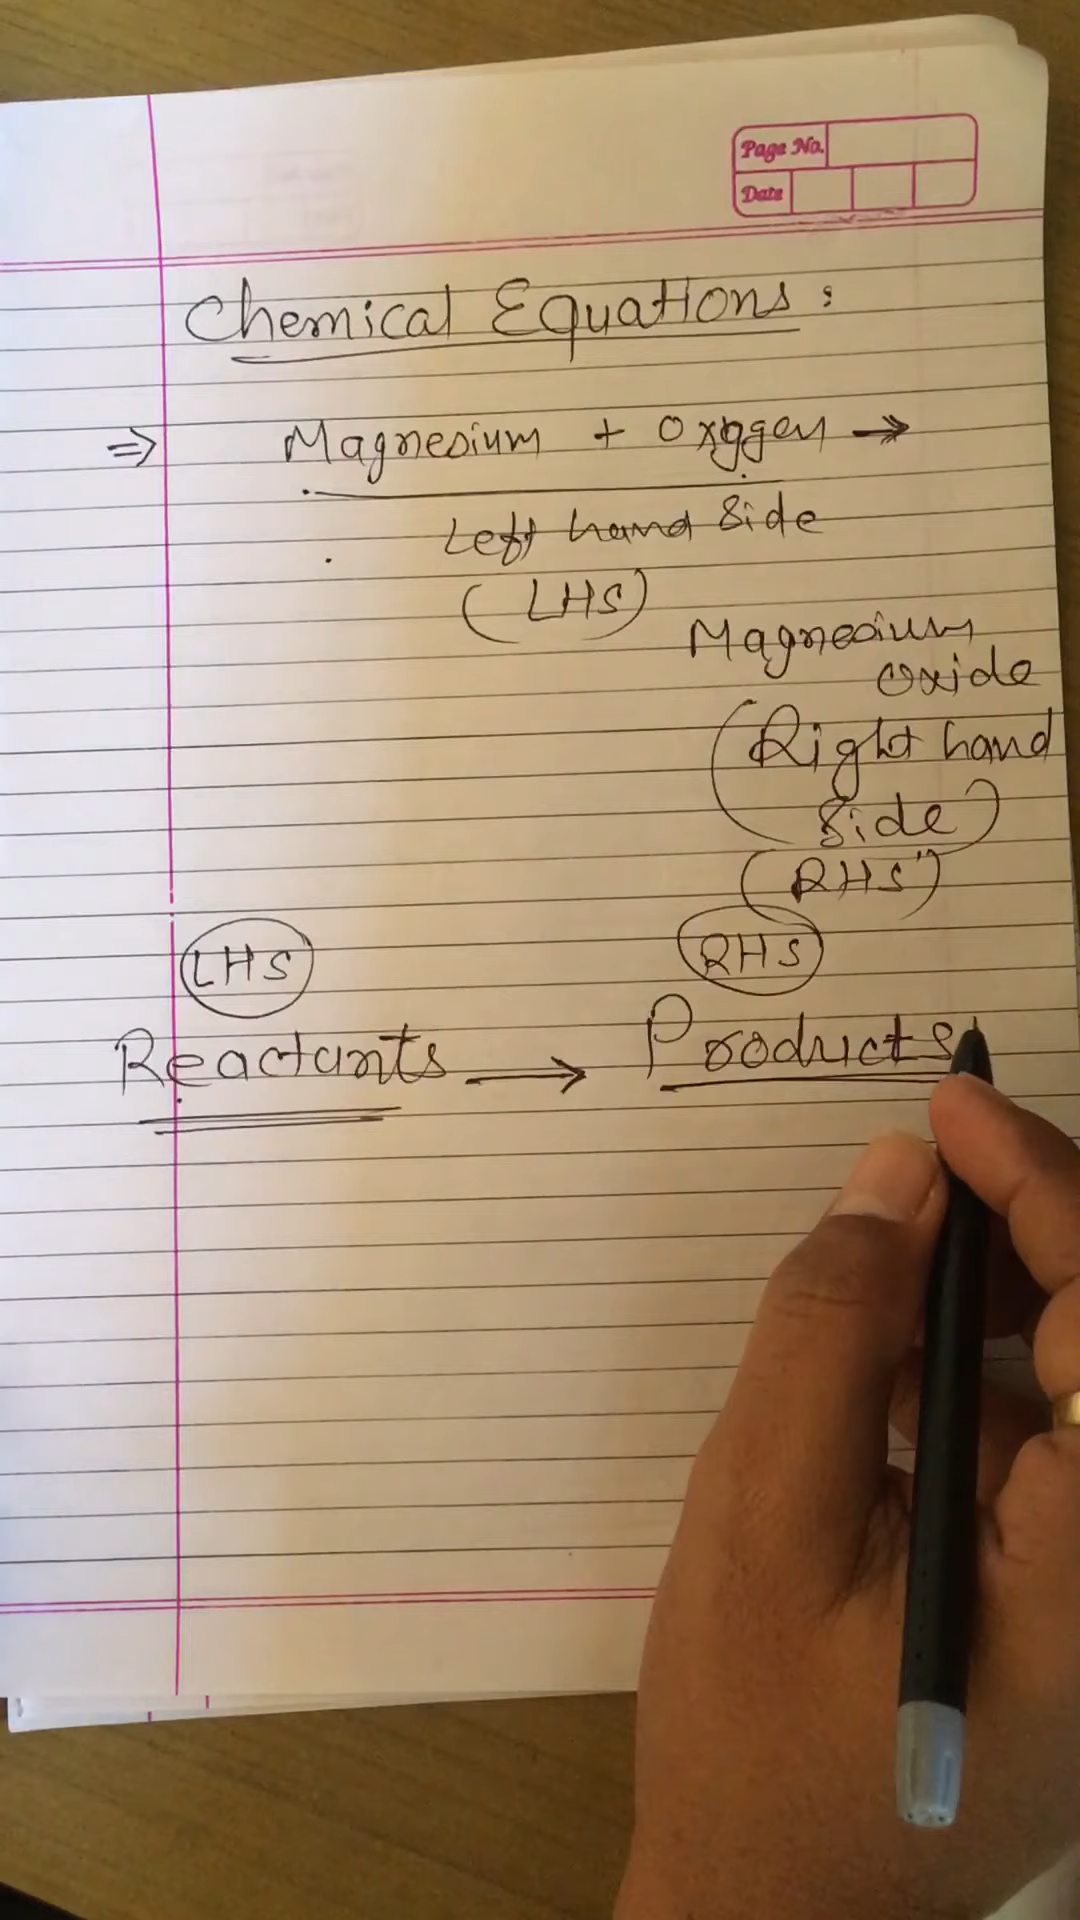 Page No.
Date
Chemical Equations :
⇒ Magnesium + Oxygen →
Left hand Side
(LHS)
Magnesium
oxide
(Right hand
Side)
(RHS)
LHS RHS
Reactants → Products